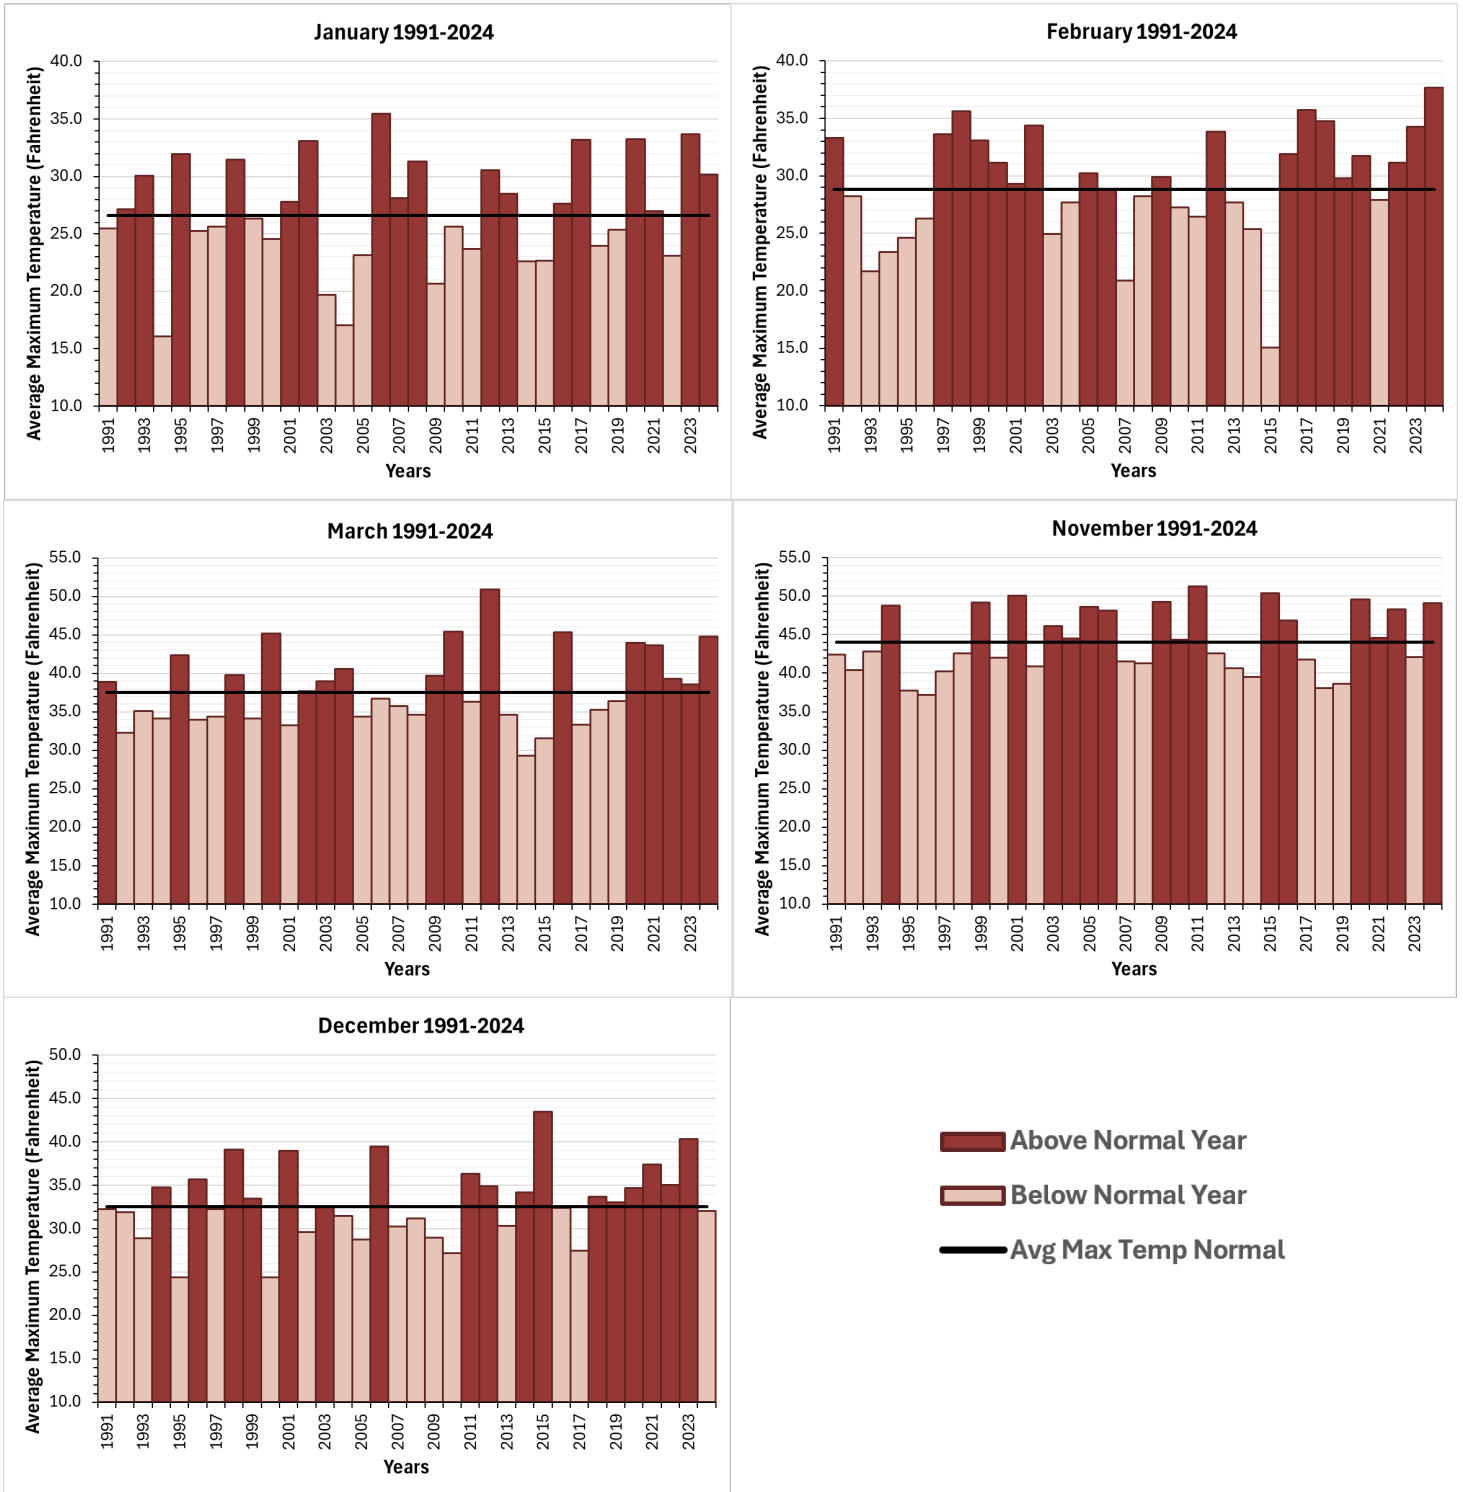 January 1991-2024
Average Maximum Temperature (Fahrenheit)
40.0
35.0
30.0
25.0
20.0
15.0
10.0
1991 1993 1995 1997 1999 2001 2003 2005 2007 2009 2011 2013 2015 2017 2019 2021 2023
Years
February 1991-2024
Average Maximum Temperature (Fahrenheit)
40.0
35.0
30.0
25.0
20.0
15.0
10.0
1991 1993 1995 1997 1999 2001 2003 2005 2007 2009 2011 2013 2015 2017 2019 2021 2023
Years
March 1991-2024
Average Maximum Temperature (Fahrenheit)
55.0
50.0
45.0
40.0
35.0
30.0
25.0
20.0
15.0
10.0
1991 1993 1995 1997 1999 2001 2003 2005 2007 2009 2011 2013 2015 2017 2019 2021 2023
Years
November 1991-2024
Average Maximum Temperature (Fahrenheit)
55.0
50.0
45.0
40.0
35.0
30.0
25.0
20.0
15.0
10.0
1991 1993 1995 1997 1999 2001 2003 2005 2007 2009 2011 2013 2015 2017 2019 2021 2023
Years
December 1991-2024
Average Maximum Temperature (Fahrenheit)
50.0
45.0
40.0
35.0
30.0
25.0
20.0
15.0
10.0
1991 1993 1995 1997 1999 2001 2003 2005 2007 2009 2011 2013 2015 2017 2019 2021 2023
Years
Above Normal Year
Below Normal Year
Avg Max Temp Normal